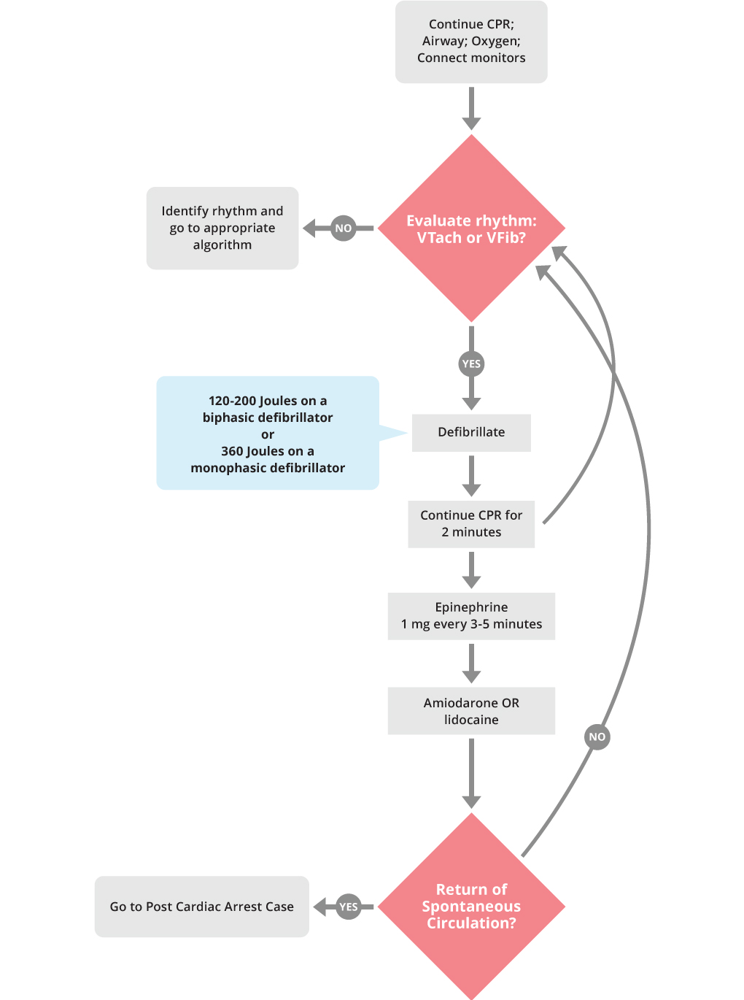 Continue CPR;
Airway; Oxygen;
Connect monitors
Evaluate rhythm:
VTach or VFib?
NO
Identify rhythm and
go to appropriate
algorithm
YES
120-200 Joules on a
biphasic defibrillator
or
360 Joules on a
monophasic defibrillator
Defibrillate
Continue CPR for
2 minutes
Epinephrine
1 mg every 3-5 minutes
Amiodarone OR
lidocaine
NO
Return of
Spontaneous
Circulation?
YES
Go to Post Cardiac Arrest Case